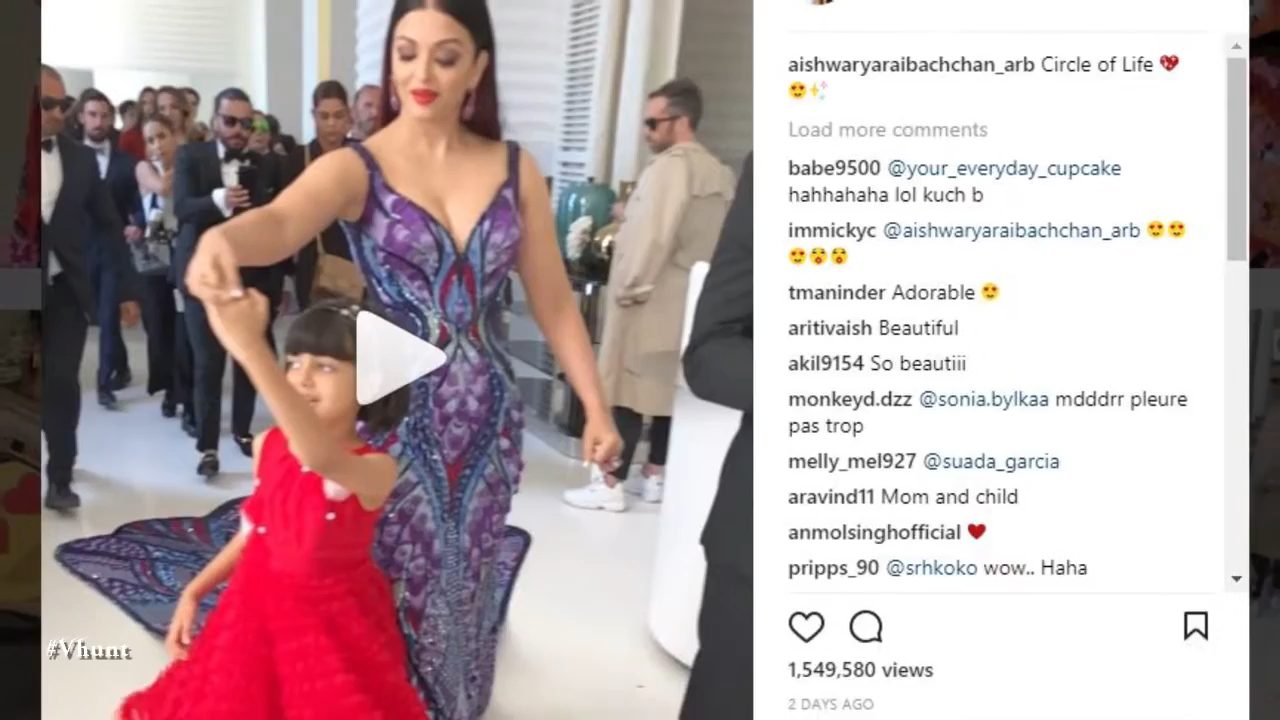 aishwaryaraibachchan_arb Circle of Life 💖
😍✨
Load more comments
babe9500 @your_everyday_cupcake
hahhahaha lol kuch b
immickyc @aishwaryaraibachchan_arb 😍😍
😍😲😲
tmaninder Adorable 😍
aritivaish Beautiful
akil9154 So beautiii
monkeyd.dzz @sonia.bylkaa mdddrr pleure
pas trop
melly_mel927 @suada_garcia
aravind11 Mom and child
anmolsinghofficial ❤
pripps_90 @srhkoko wow.. Haha
#Vhunt
1,549,580 views
2 DAYS AGO